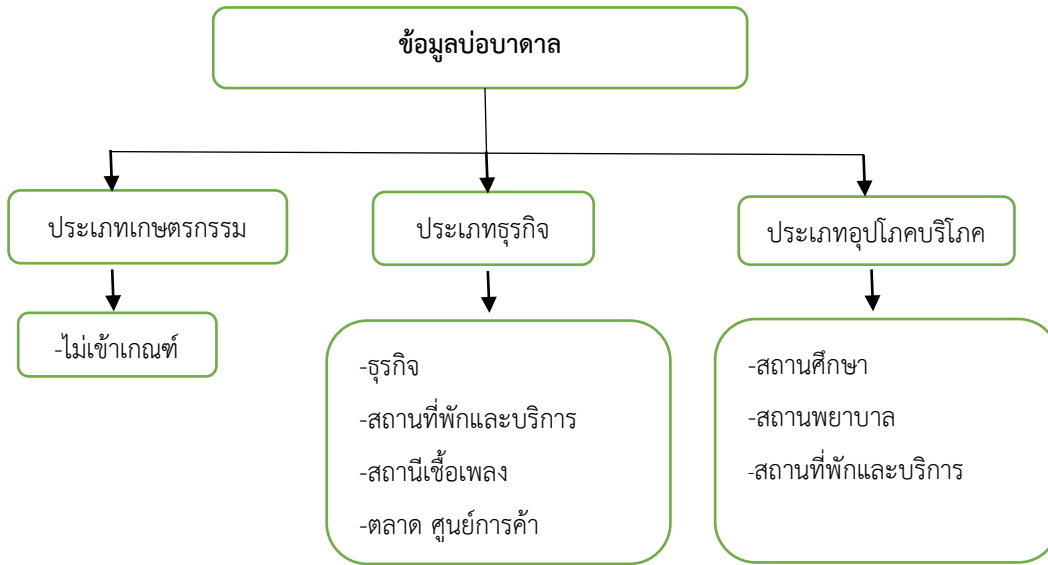 ข้อมูลบ่อบาดาล
ประเภทเกษตรกรรม
ประเภทธุรกิจ
ประเภทอุปโภคบริโภค
-ไม่เข้าเกณฑ์
-ธุรกิจ
-สถานที่พักและบริการ
-สถานีเชื้อเพลง
-ตลาด ศูนย์การค้า
-สถานศึกษา
-สถานพยาบาล
-สถานที่พักและบริการ